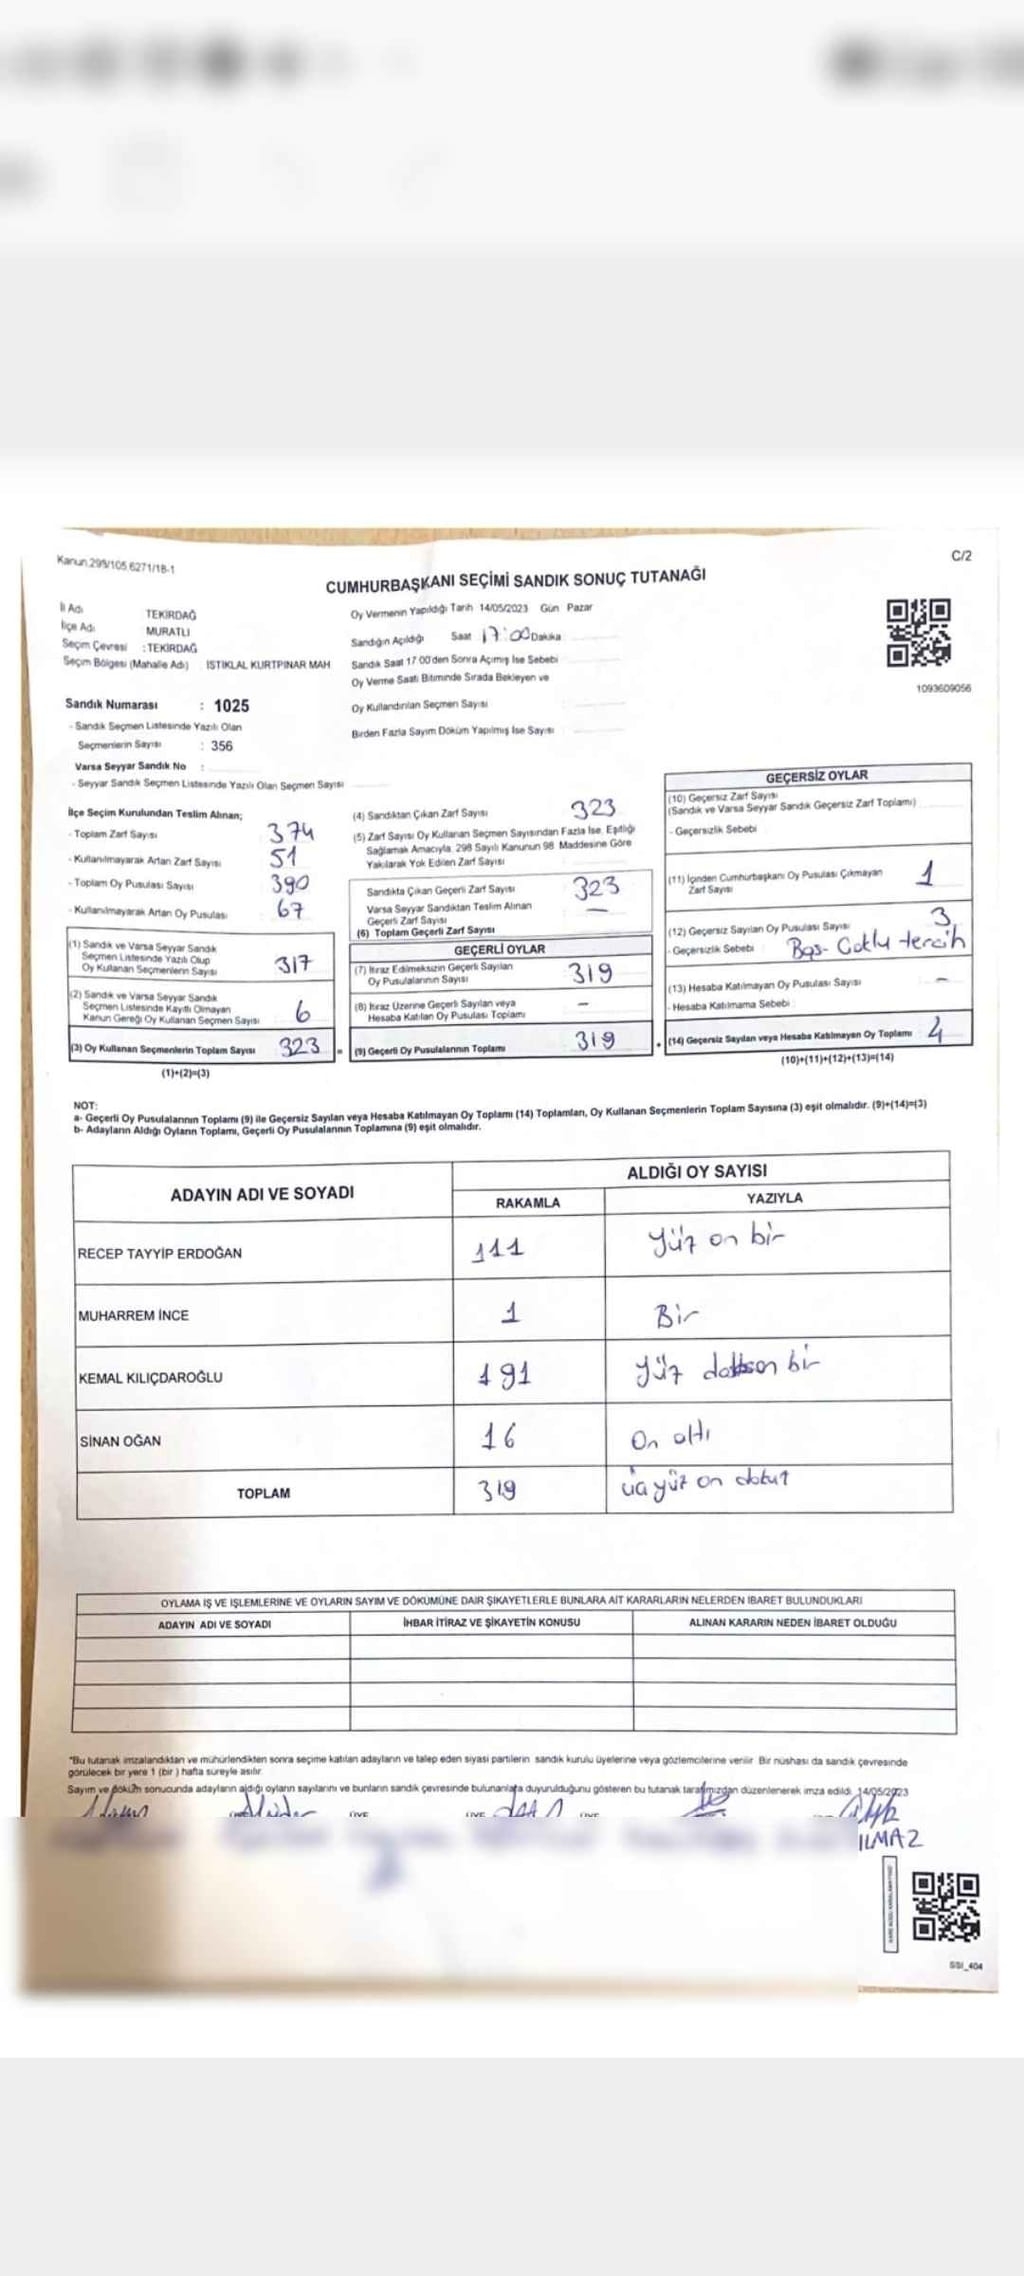 Kanun.298/105.6271/18-1
C/2
CUMHURBAŞKANI SEÇİMİ SANDIK SONUÇ TUTANAĞI
İl Adı TEKİRDAĞ
İlçe Adı MURATLI
Seçim Çevresi : TEKİRDAĞ
Seçim Bölgesi (Mahalle Adı) ISTIKLAL KURTPINAR MAH
Sandık Numarası : 1025
- Sandık Seçmen Listesinde Yazılı Olan
Seçmenlerin Sayısı : 356
Varsa Seyyar Sandık No :
- Seyyar Sandık Seçmen Listesinde Yazılı Olan Seçmen Sayısı
Oy Vermenin Yapıldığı Tarih 14/05/2023 Gün Pazar
Sandığın Açıldığı Saat 17:00 Dakika
Sandık Saat 17:00'den Sonra Açımış İse Sebebi
Oy Verme Saati Bitiminde Sırada Bekleyen ve
Oy Kullandırılan Seçmen Sayısı
Birden Fazla Sayım Döküm Yapılmış İse Sayısı
1093609056
İlçe Seçim Kurulundan Teslim Alınan;
- Toplam Zarf Sayısı 374
- Kullanılmayarak Artan Zarf Sayısı 51
- Toplam Oy Pusulası Sayısı 390
- Kullanılmayarak Artan Oy Pusulası 67
(1) Sandık ve Varsa Seyyar Sandık
Seçmen Listesinde Yazılı Olup
Oy Kullanan Seçmenlerin Sayısı 317
(2) Sandık ve Varsa Seyyar Sandık
Seçmen Listesinde Kayıtlı Olmayan
Kanun Gereği Oy Kullanan Seçmen Sayısı 6
(3) Oy Kullanan Seçmenlerin Toplam Sayısı 323 =
(1)+(2)=(3)
(4) Sandıktan Çıkan Zarf Sayısı 323
(5) Zarf Sayısı Oy Kullanan Seçmen Sayısından Fazla İse, Eşitliği
Sağlamak Amacıyla, 298 Sayılı Kanunun 98. Maddesine Göre
Yakılarak Yok Edilen Zarf Sayısı
Sandıkta Çıkan Geçerli Zarf Sayısı 323
Varsa Seyyar Sandıktan Teslim Alınan
Geçerli Zarf Sayısı —
(6) Toplam Geçerli Zarf Sayısı
GEÇERLİ OYLAR
(7) İtiraz Edilmeksizin Geçerli Sayılan
Oy Pusulalarının Sayısı 319
(8) İtiraz Üzerine Geçerli Sayılan veya
Hesaba Katılan Oy Pusulası Toplamı -
(9) Geçerli Oy Pusulalarının Toplamı 319
GEÇERSİZ OYLAR
(10) Geçersiz Zarf Sayısı
(Sandık ve Varsa Seyyar Sandık Geçersiz Zarf Toplamı)
- Geçersizlik Sebebi
(11) İçinden Cumhurbaşkanı Oy Pusulası Çıkmayan
Zarf Sayısı 1
(12) Geçersiz Sayılan Oy Pusulası Sayısı 3
- Geçersizlik Sebebi Boş- Çoklu tercih
(13) Hesaba Katılmayan Oy Pusulası Sayısı -
- Hesaba Katılmama Sebebi
(14) Geçersiz Sayılan veya Hesaba Katılmayan Oy Toplamı 4
(10)+(11)+(12)+(13)=(14)
NOT:
a- Geçerli Oy Pusulalarının Toplamı (9) ile Geçersiz Sayılan veya Hesaba Katılmayan Oy Toplamı (14) Toplamları, Oy Kullanan Seçmenlerin Toplam Sayısına (3) eşit olmalıdır. (9)+(14)=(3)
b- Adayların Aldığı Oyların Toplamı, Geçerli Oy Pusulalarının Toplamına (9) eşit olmalıdır.
ADAYIN ADI VE SOYADI
ALDIĞI OY SAYISI
RAKAMLA YAZIYLA
RECEP TAYYİP ERDOĞAN 111 Yüz on bir
MUHARREM İNCE 1 Bir
KEMAL KILIÇDAROĞLU 191 Yüz doksan bir
SİNAN OĞAN 16 On altı
TOPLAM 319 üçyüz on dokuz
OYLAMA İŞ VE İŞLEMLERİNE VE OYLARIN SAYIM VE DÖKÜMÜNE DAİR ŞİKAYETLERLE BUNLARA AİT KARARLARIN NELERDEN İBARET BULUNDUKLARI
ADAYIN ADI VE SOYADI İHBAR İTİRAZ VE ŞİKAYETİN KONUSU ALINAN KARARIN NEDEN İBARET OLDUĞU
*Bu tutanak imzalandıktan ve mühürlendikten sonra seçime katılan adayların ve talep eden siyasi partilerin sandık kurulu üyelerine veya gözlemcilerine verilir. Bir nüshası da sandık çevresinde
görülecek bir yere 1 (bir ) hafta süreyle asılır.
Sayım ve döküm sonucunda adayların aldığı oyların sayılarını ve bunların sandık çevresinde bulunanlara duyurulduğunu gösteren bu tutanak tarafımızdan düzenlenerek imza edildi. 14/05/2023
ILMAZ
SSI_404